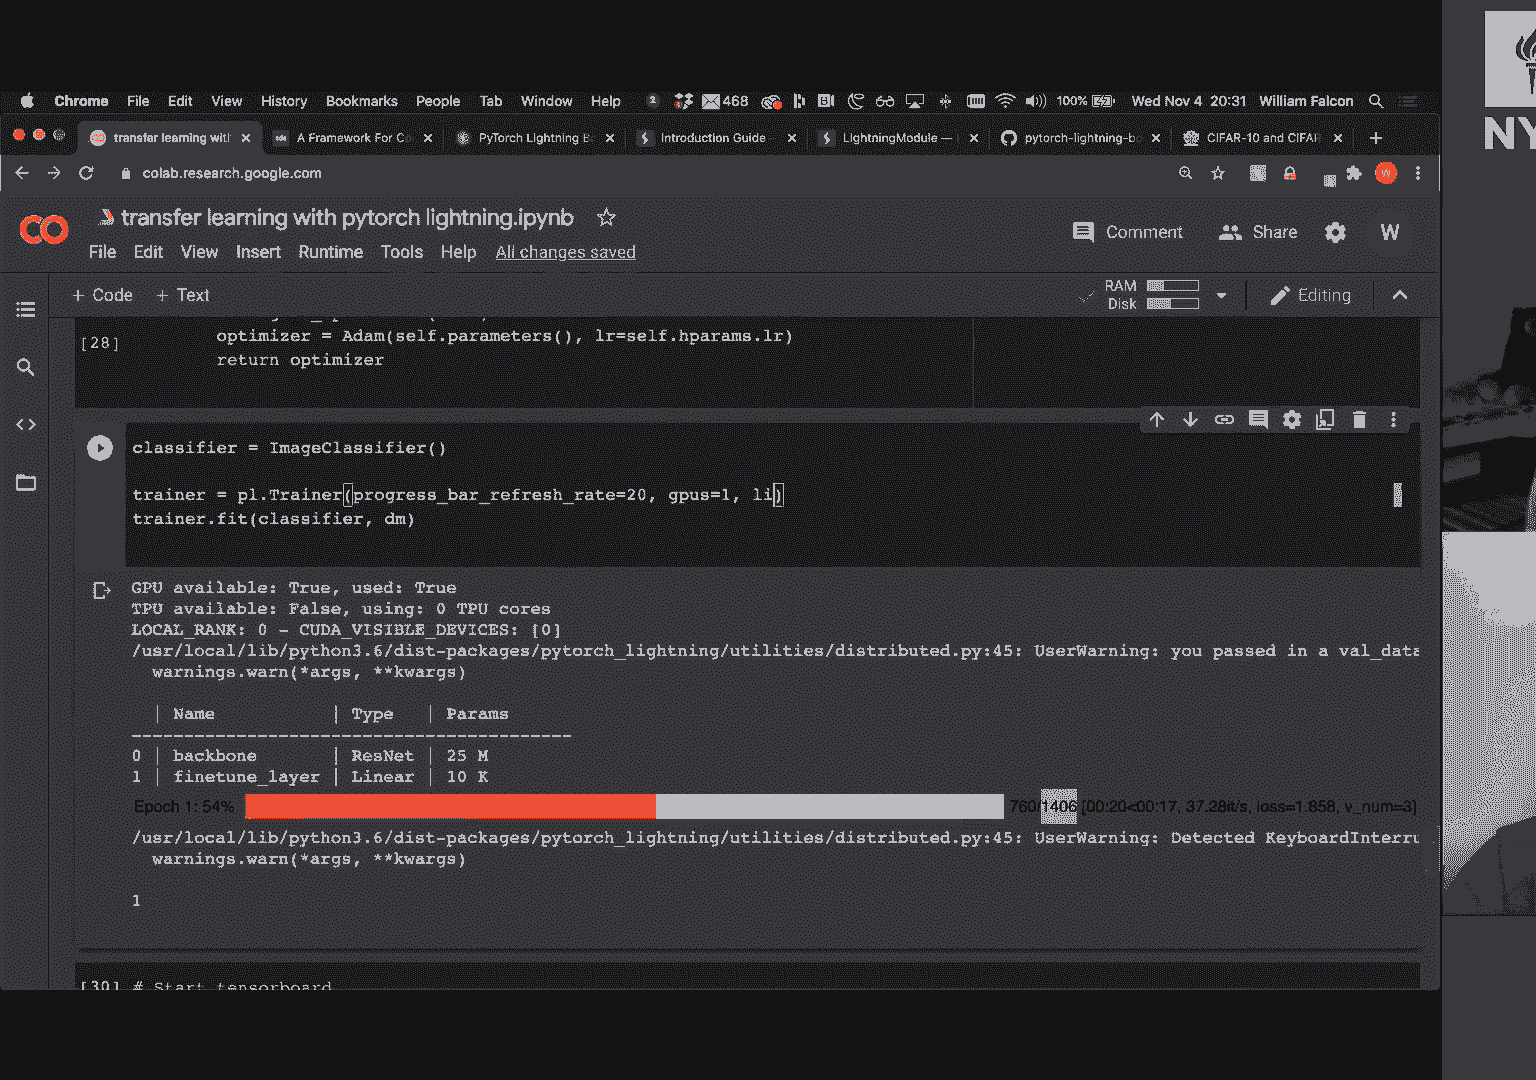 Chrome File Edit View History Bookmarks People Tab Window Help 2 468 100% Wed Nov 4 20:31 William Falcon
NY
transfer learning with A Framework For Co PyTorch Lightning B Introduction Guide LightningModule — pytorch-lightning-bo CIFAR-10 and CIFAR
colab.research.google.com W
transfer learning with pytorch lightning.ipynb
File Edit View Insert Runtime Tools Help All changes saved
Comment Share W
+ Code + Text
RAM
Disk
Editing
[28]
optimizer = Adam(self.parameters(), lr=self.hparams.lr)
return optimizer
classifier = ImageClassifier()
trainer = pl.Trainer(progress_bar_refresh_rate=20, gpus=1, li)
trainer.fit(classifier, dm)
GPU available: True, used: True
TPU available: False, using: 0 TPU cores
LOCAL_RANK: 0 - CUDA_VISIBLE_DEVICES: [0]
/usr/local/lib/python3.6/dist-packages/pytorch_lightning/utilities/distributed.py:45: UserWarning: you passed in a val_data
warnings.warn(*args, **kwargs)
| Name | Type | Params
-----------------------------------------
0 | backbone | ResNet | 25 M
1 | finetune_layer | Linear | 10 K
Epoch 1: 54% 760/1406 [00:20<00:17, 37.28it/s, loss=1.858, v_num=3]
/usr/local/lib/python3.6/dist-packages/pytorch_lightning/utilities/distributed.py:45: UserWarning: Detected KeyboardInterru
warnings.warn(*args, **kwargs)
1
[30] # Start tensorboard